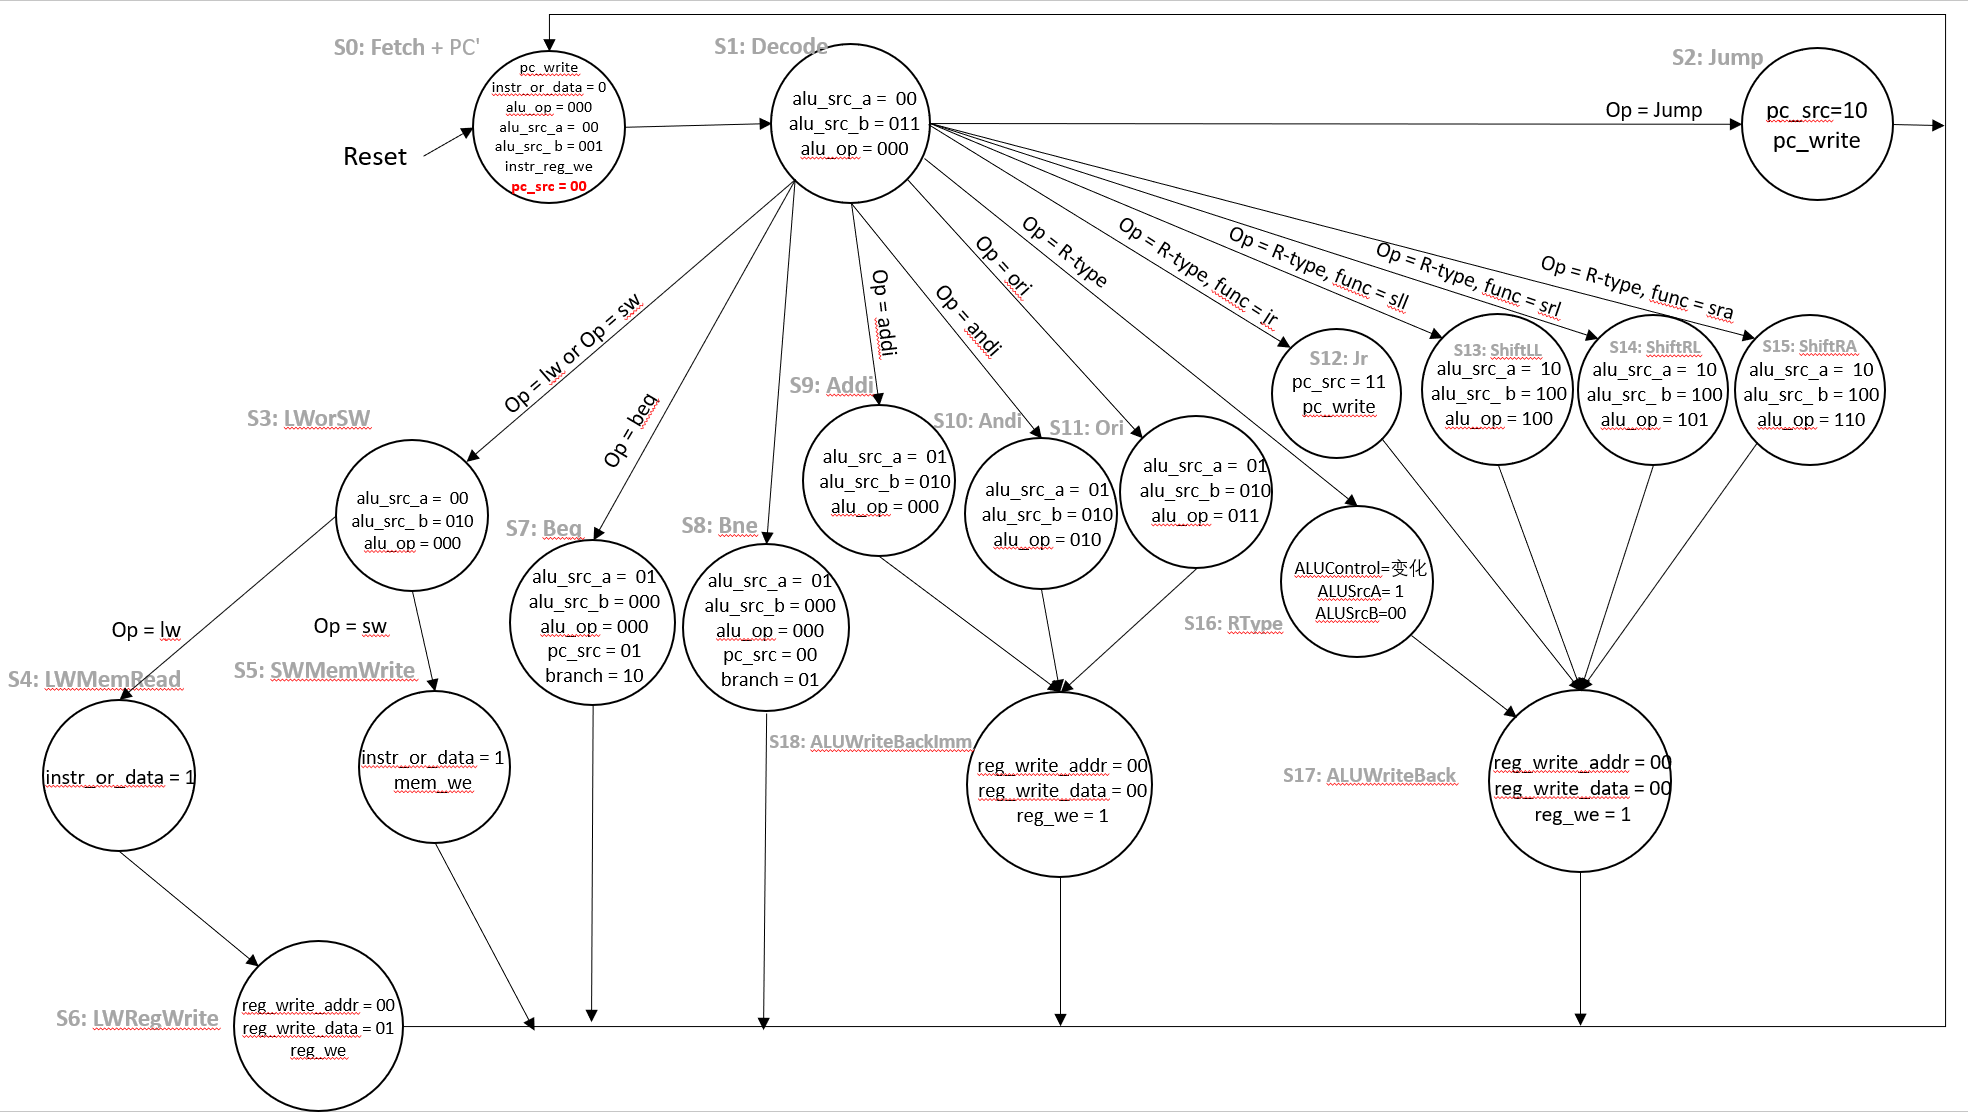 S0: Fetch + PC'
pc_write
instr_or_data = 0
alu_op = 000
alu_src_a =  00
alu_src_ b = 001
instr_reg_we
pc_src = 00
Reset
S1: Decode
alu_src_a =  00
alu_src_b = 011
alu_op = 000
S2: Jump
Op = Jump
pc_src=10
pc_write
Op = lw or Op = sw
Op = beq
Op = addi
Op = andi
Op = ori
Op = R-type
Op = R-type, func = jr
Op = R-type, func = sll
Op = R-type, func = srl
Op = R-type, func = sra
S12: Jr
pc_src = 11
pc_write
S13: ShiftLL
alu_src_a =  10
alu_src_ b = 100
alu_op = 100
S14: ShiftRL
alu_src_a =  10
alu_src_ b = 100
alu_op = 101
S15: ShiftRA
alu_src_a =  10
alu_src_ b = 100
alu_op = 110
S3: LWorSW
alu_src_a =  00
alu_src_ b = 010
alu_op = 000
S7: Beq
alu_src_a =  01
alu_src_b = 000
alu_op = 000
pc_src = 01
branch = 10
S8: Bne
alu_src_a =  01
alu_src_b = 000
alu_op = 000
pc_src = 00
branch = 01
S9: Addi
alu_src_a =  01
alu_src_b = 010
alu_op = 000
S10: Andi
alu_src_a =  01
alu_src_b = 010
alu_op = 010
S11: Ori
alu_src_a =  01
alu_src_b = 010
alu_op = 011
ALUControl=变化
ALUSrcA= 1
ALUSrcB=00
S16: RType
Op = lw
Op = sw
S4: LWMemRead
instr_or_data = 1
S5: SWMemWrite
instr_or_data = 1
mem_we
S18: ALUWriteBackImm
reg_write_addr = 00
reg_write_data = 00
reg_we = 1
S17: ALUWriteBack
reg_write_addr = 00
reg_write_data = 00
reg_we = 1
S6: LWRegWrite
reg_write_addr = 00
reg_write_data = 01
reg_we